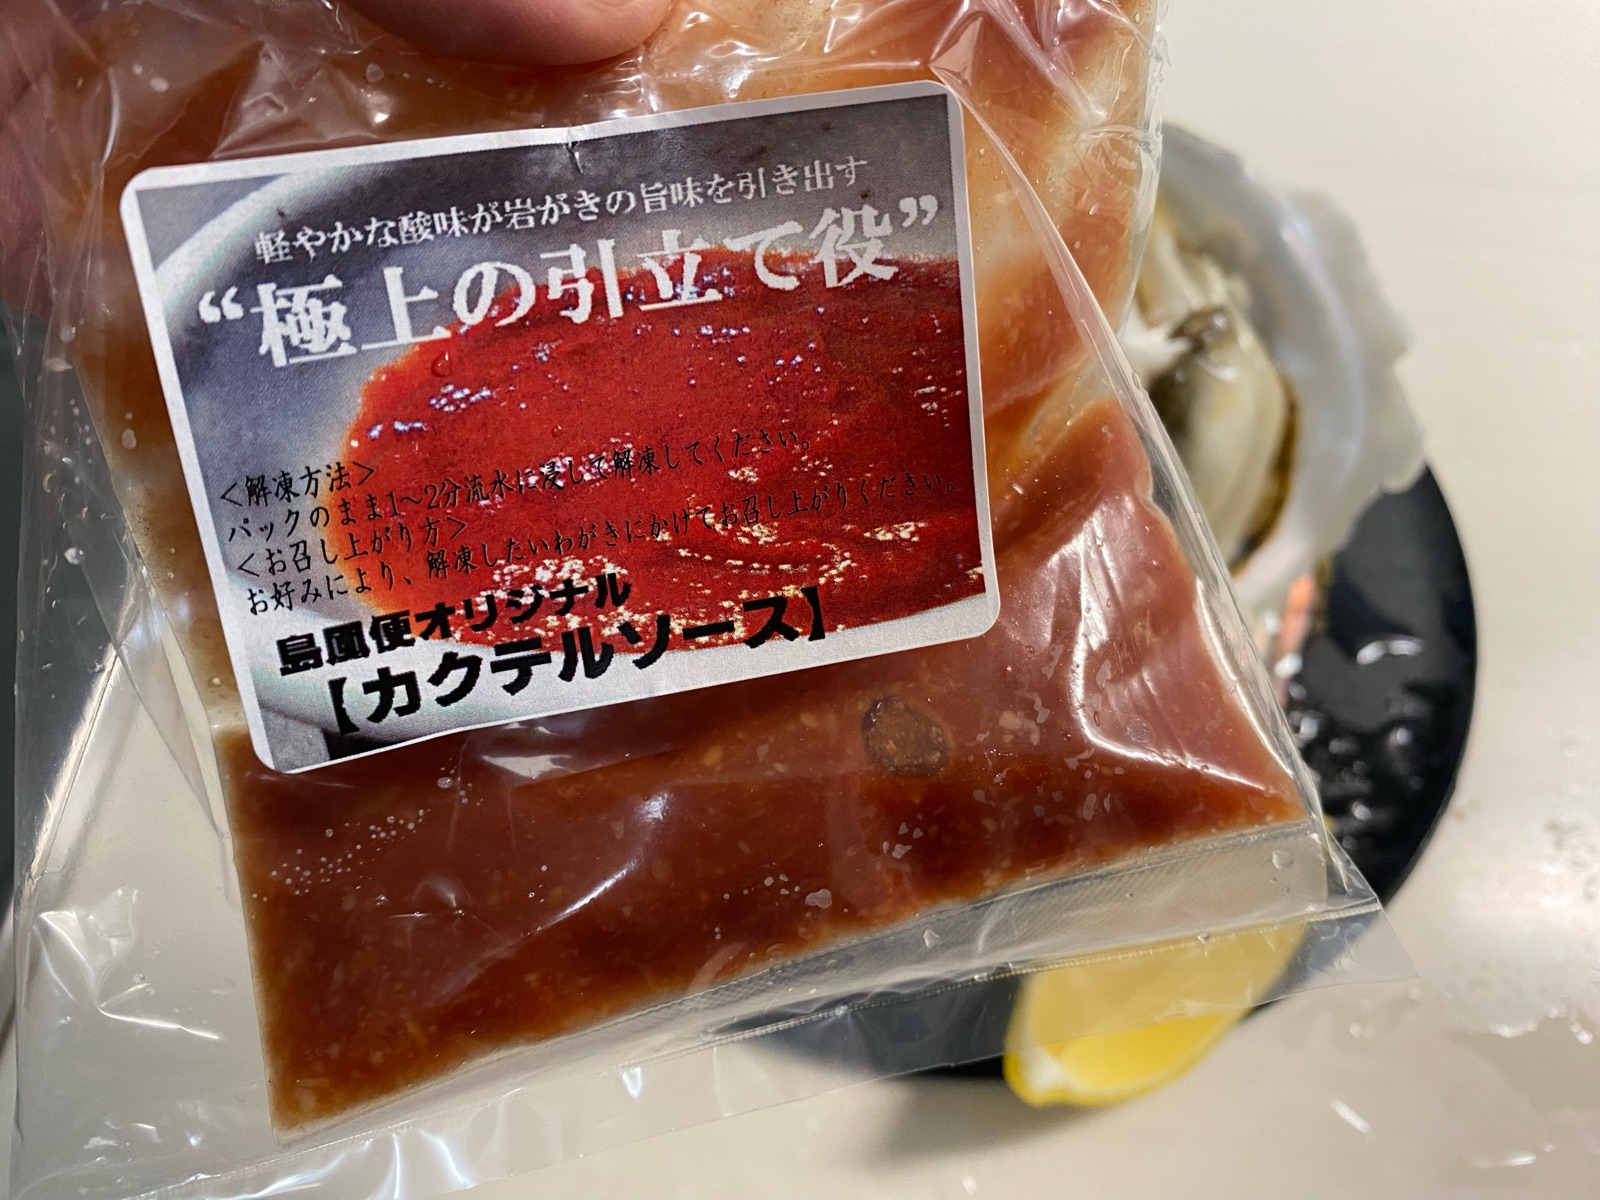 軽やかな酸味が岩がきの旨味を引き出す
“極上の引立て役”
＜解凍方法＞
パックのまま1～2分流水に浸して解凍してください。
＜お召し上がり方＞
お好みにより、解凍したいわがきにかけてお召し上がりください。
島風便オリジナル
【カクテルソース】